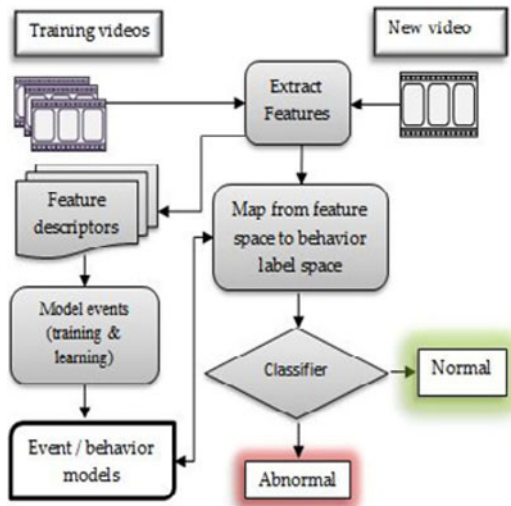 Training videos
New video
Extract
Features
Feature
descriptors
Map from feature
space to behavior
label space
Model events
(training &
learning)
Classifier
Normal
Event / behavior
models
Abnormal